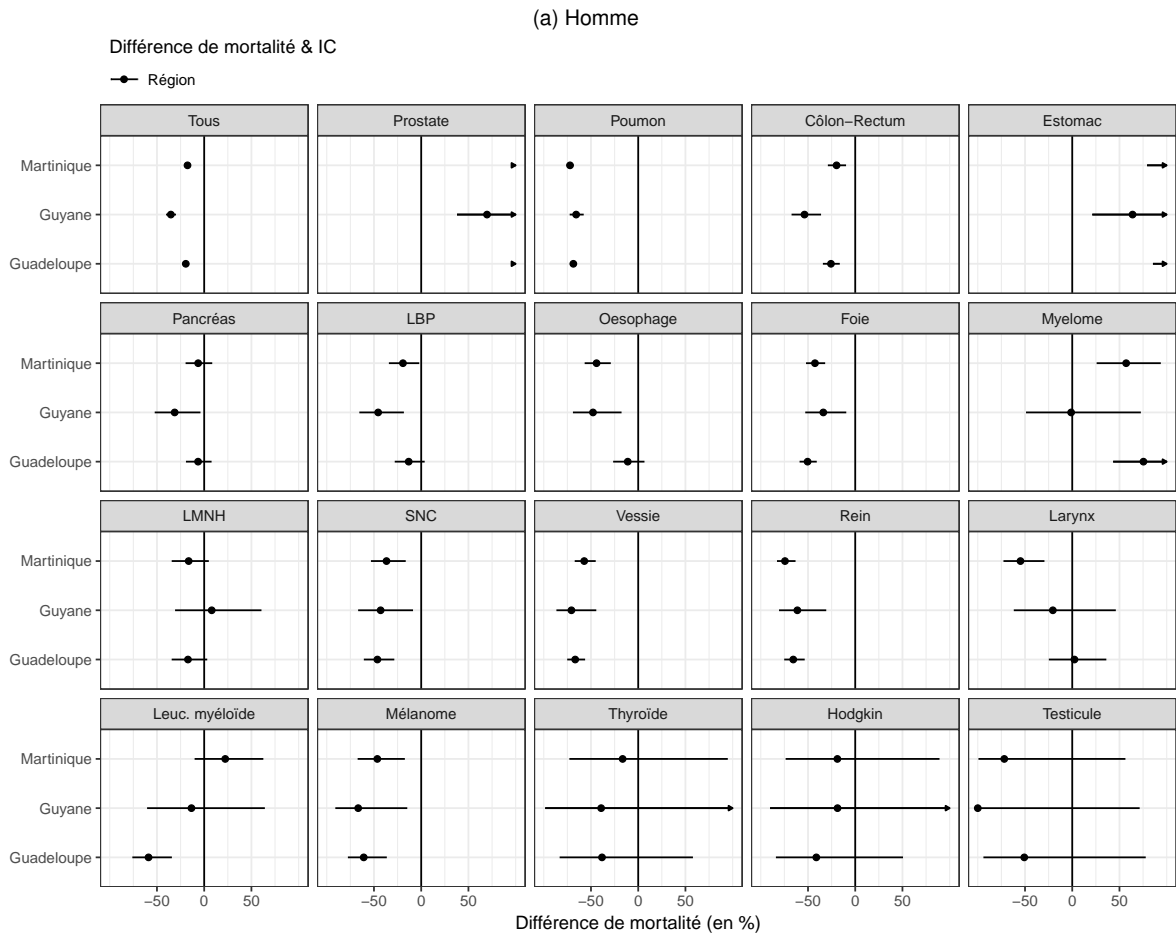 (a) Homme
Différence de mortalité & IC
Région
Tous Prostate Poumon Côlon−Rectum Estomac
Martinique
Guyane
Guadeloupe
Pancréas LBP Oesophage Foie Myelome
Martinique
Guyane
Guadeloupe
LMNH SNC Vessie Rein Larynx
Martinique
Guyane
Guadeloupe
Leuc. myéloïde Mélanome Thyroïde Hodgkin Testicule
Martinique
Guyane
Guadeloupe
−50 0 50 −50 0 50 −50 0 50 −50 0 50 −50 0 50
Différence de mortalité (en %)